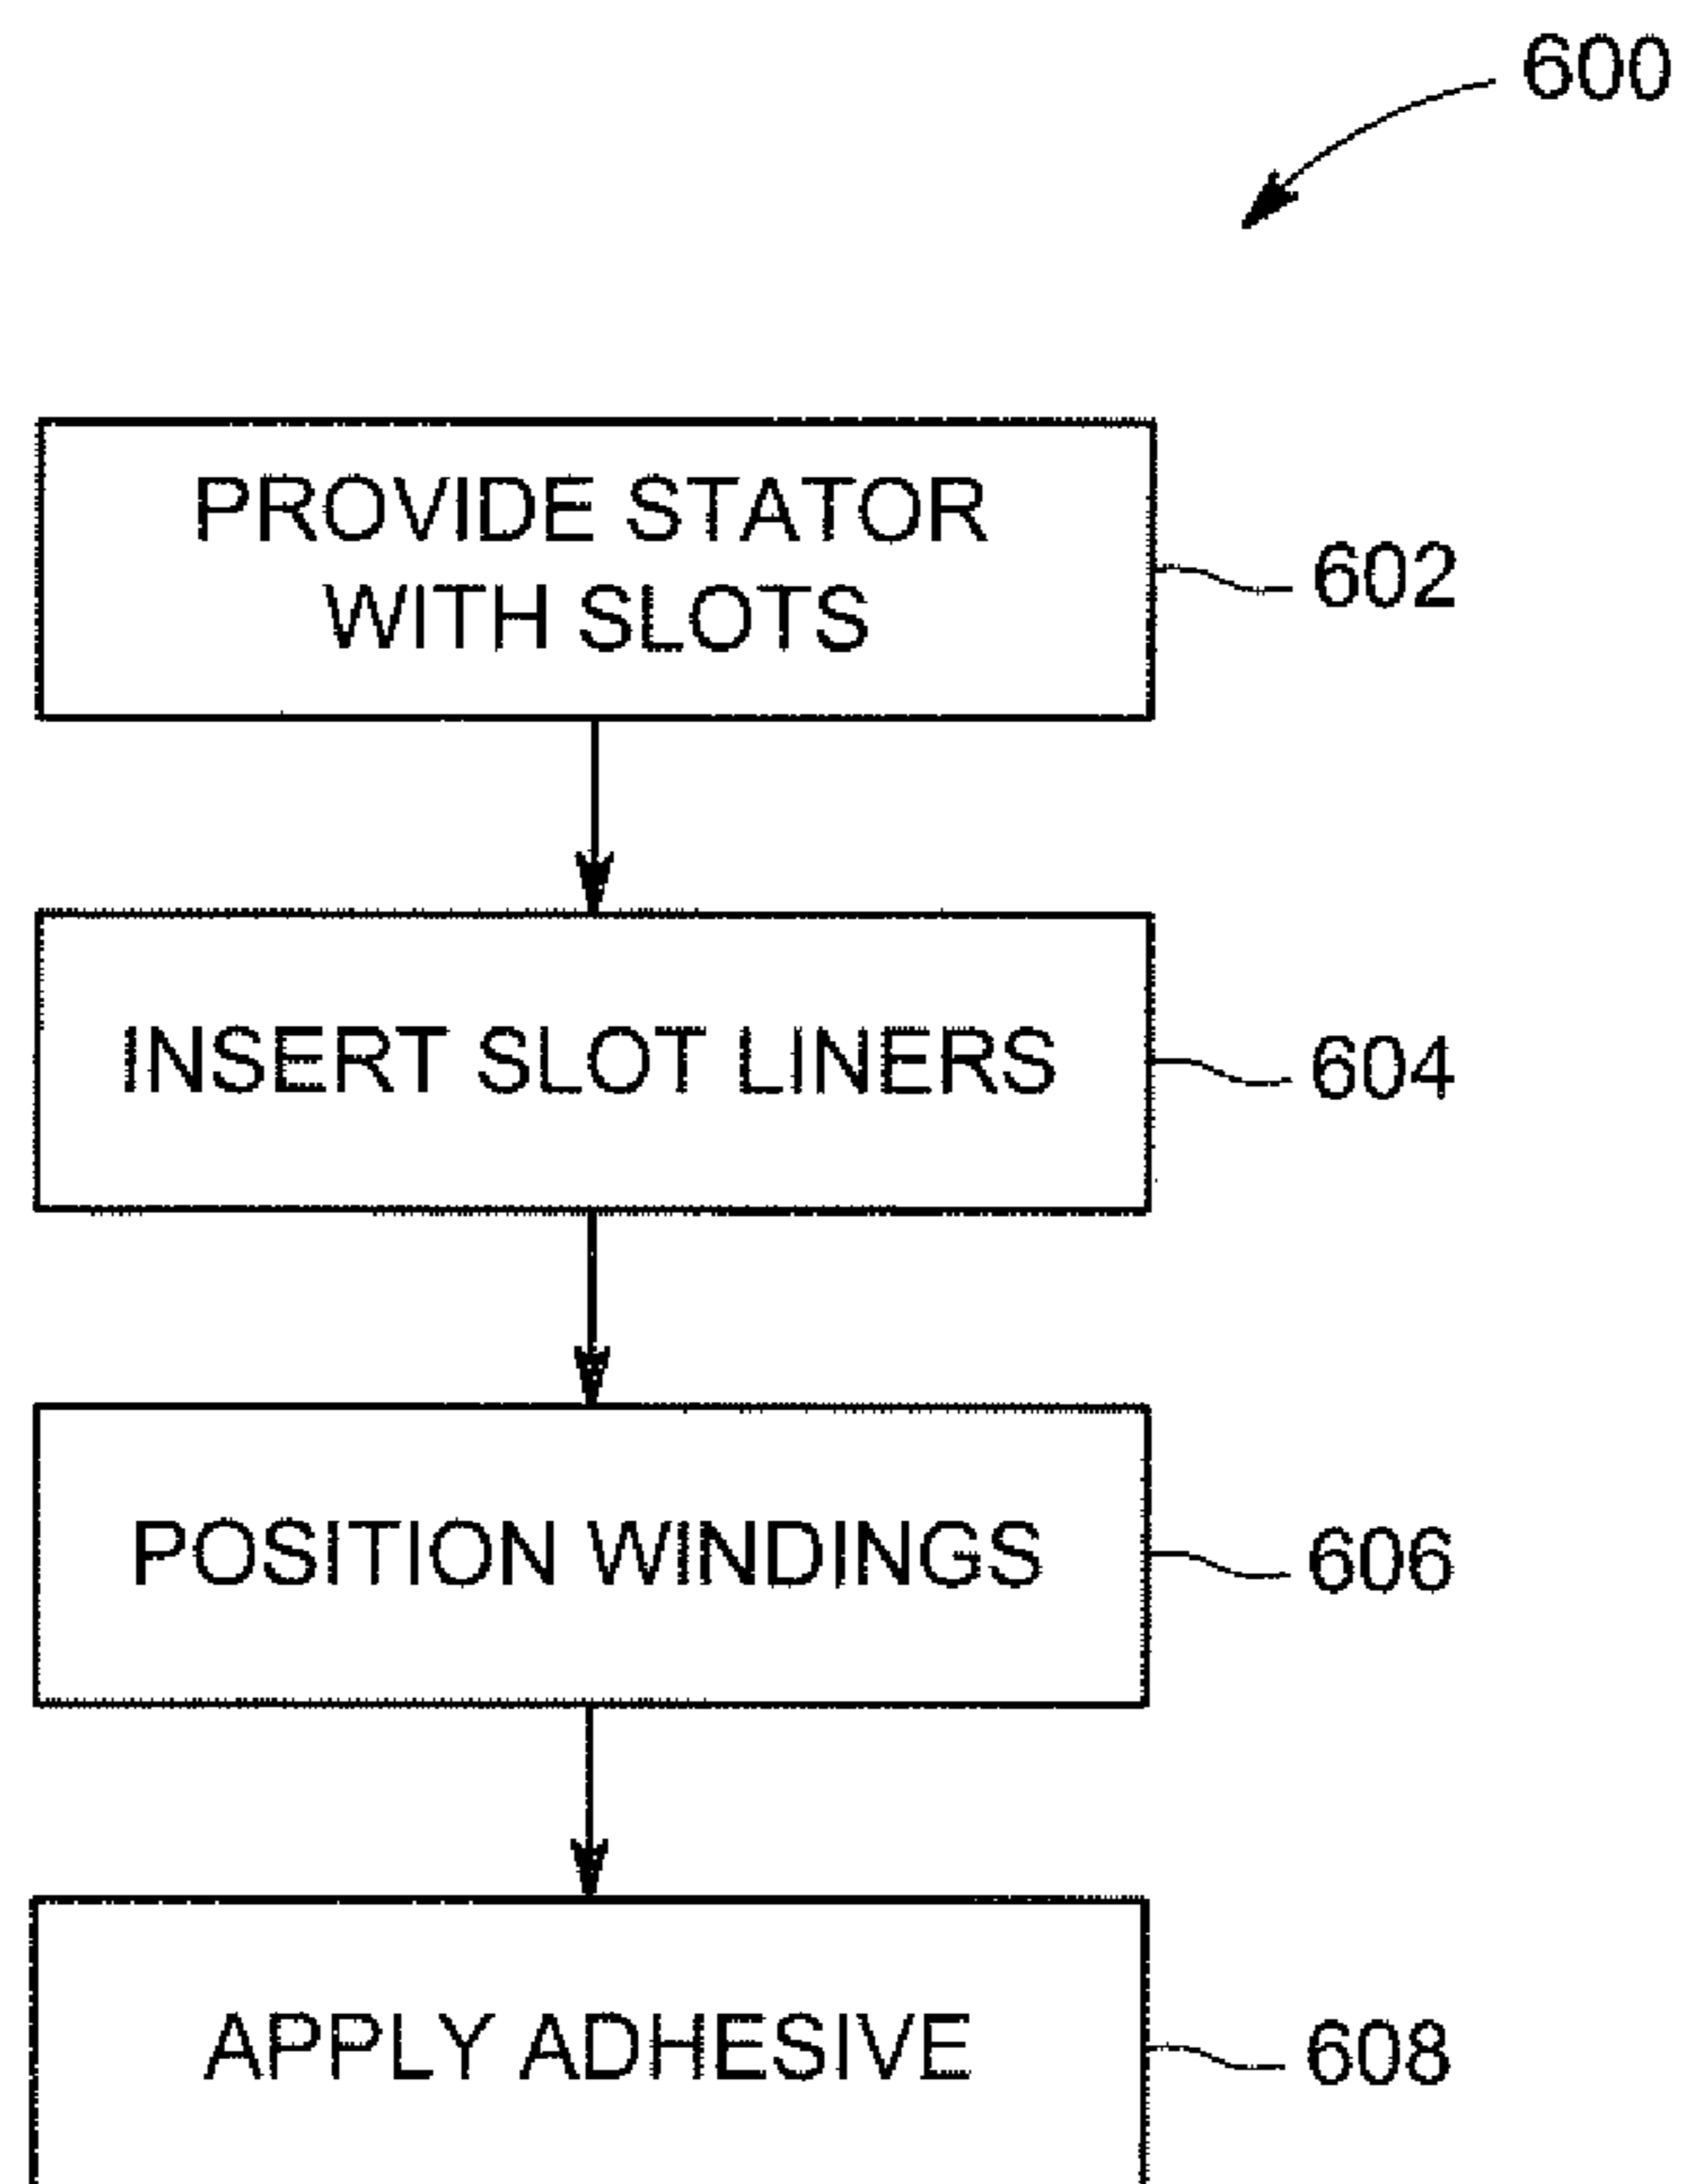 600
PROVIDE STATOR
WITH SLOTS
602
INSERT SLOT LINERS
604
POSITION WINDINGS
606
APPLY ADHESIVE
608